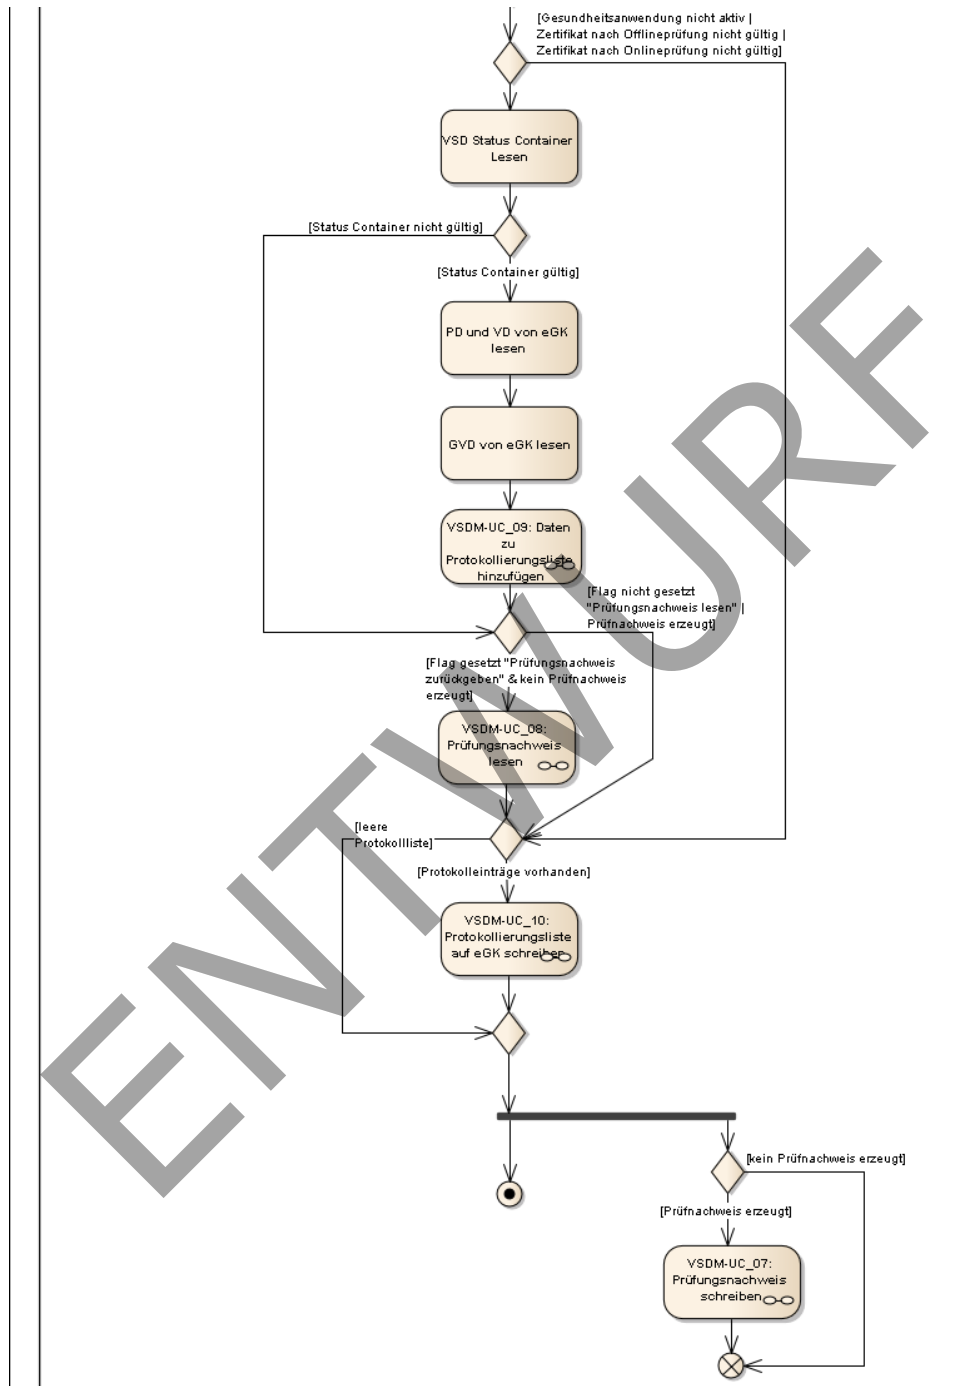 [Gesundheitsanwendung nicht aktiv |
Zertifikat nach Offlineprüfung nicht gültig |
Zertifikat nach Onlineprüfung nicht gültig]
VSD Status Container
Lesen
[Status Container nicht gültig]
[Status Container gültig]
PD und VD von eGK
lesen
GVD von eGK lesen
VSDM-UC_09: Daten
zu
Protokollierungsliste
hinzufügen
[Flag nicht gesetzt
"Prüfungsnachweis lesen" |
Prüfnachweis erzeugt]
[Flag gesetzt "Prüfungsnachweis
zurückgeben" & kein Prüfnachweis
erzeugt]
VSDM-UC_08:
Prüfungsnachweis
lesen
[leere
Protokollliste]
[Protokolleinträge vorhanden]
VSDM-UC_10:
Protokollierungsliste
auf eGK schreiben
[kein Prüfnachweis erzeugt]
[Prüfnachweis erzeugt]
VSDM-UC_07:
Prüfungsnachweis
schreiben
ENTWURF